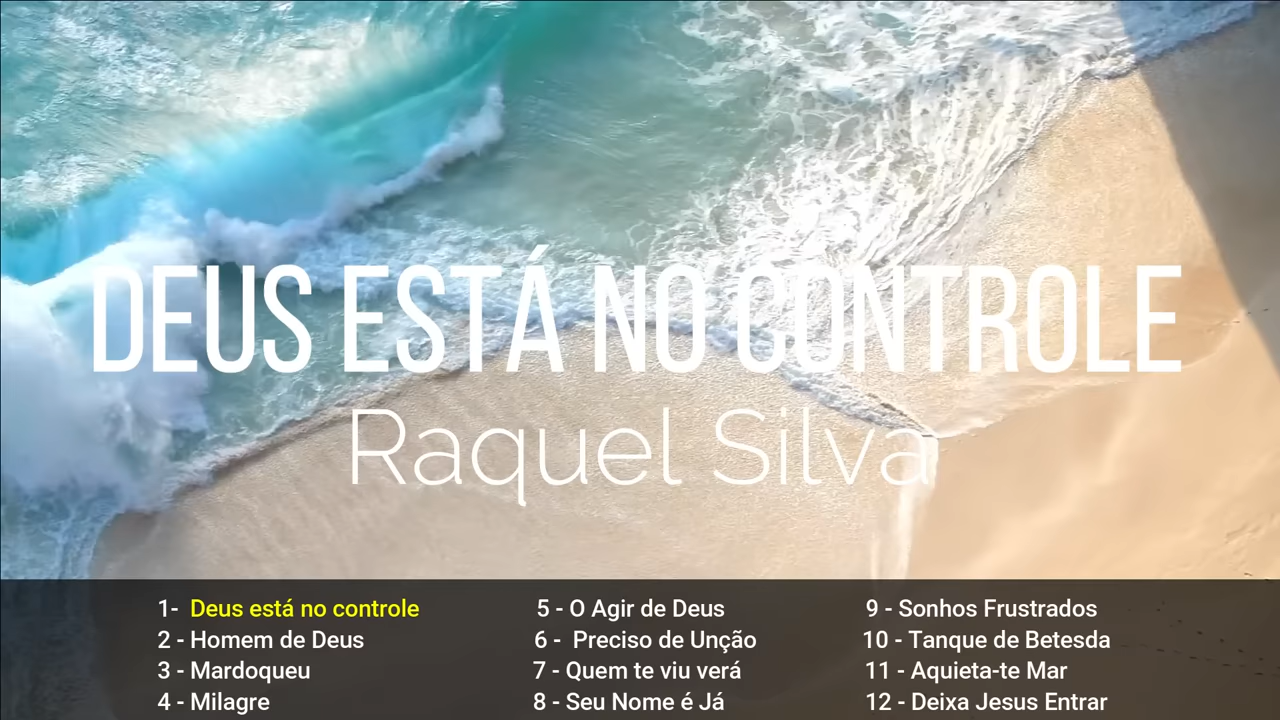 DEUS ESTÁ NO CONTROLE
Raquel Silva
1- Deus está no controle
2 - Homem de Deus
3 - Mardoqueu
4 - Milagre
5 - O Agir de Deus
6 - Preciso de Unção
7 - Quem te viu verá
8 - Seu Nome é Já
9 - Sonhos Frustrados
10 - Tanque de Betesda
11 - Aquieta-te Mar
12 - Deixa Jesus Entrar